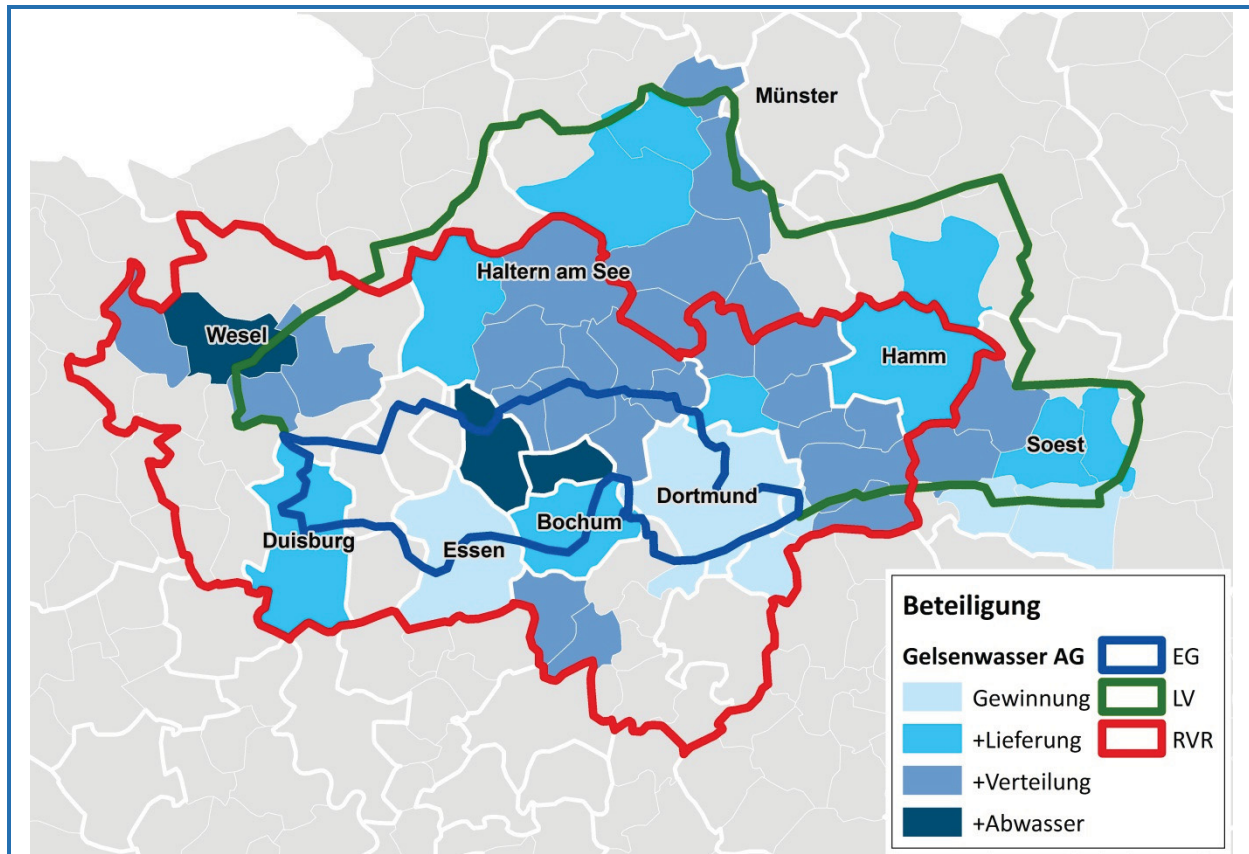 Münster
Haltern am See
Wesel
Hamm
Soest
Dortmund
Bochum
Duisburg
Essen
Beteiligung
Gelsenwasser AG
Gewinnung
+Lieferung
+Verteilung
+Abwasser
EG
LV
RVR